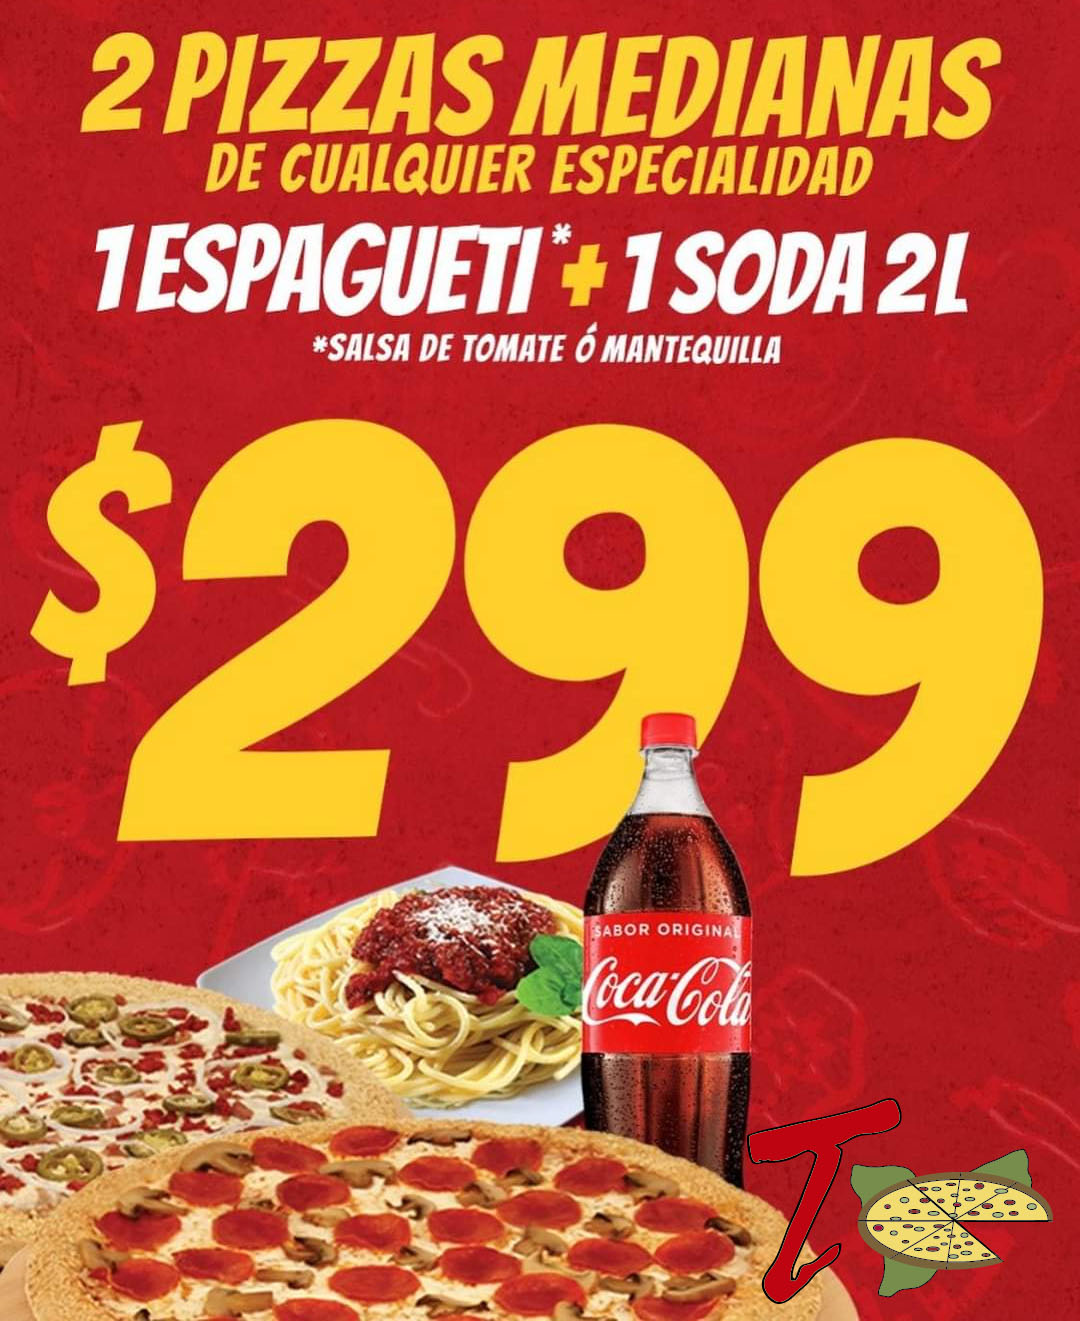 2 PIZZAS MEDIANAS
DE CUALQUIER ESPECIALIDAD
1 ESPAGUETI* + 1 SODA 2L
*SALSA DE TOMATE Ó MANTEQUILLA
$299
SABOR ORIGINAL
Coca-Cola
T